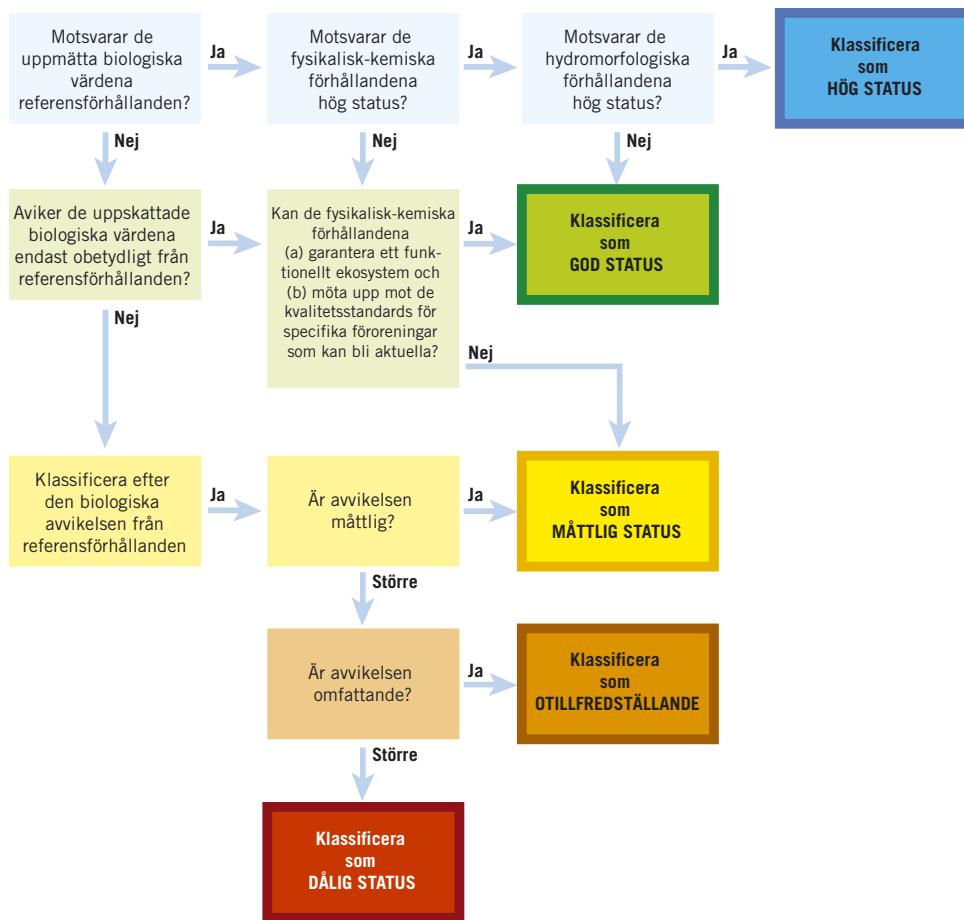 Motsvarar de
uppmätta biologiska
värdena
referensförhållanden?
Ja
Motsvarar de
fysikalisk-kemiska
förhållandena
hög status?
Ja
Motsvarar de
hydromorfologiska
förhållandena
hög status?
Ja
Klassificera
som
HÖG STATUS
Nej
Nej
Nej
Aviker de uppskattade
biologiska värdena
endast obetydligt från
referensförhållanden?
Ja
Kan de fysikalisk-kemiska
förhållandena
(a) garantera ett funk-
tionellt ekosystem och
(b) möta upp mot de
kvalitetsstandards för
specifika föroreningar
som kan bli aktuella?
Ja
Klassificera
som
GOD STATUS
Nej
Nej
Klassificera efter
den biologiska
avvikelsen från
referensförhållanden
Ja
Är avvikelsen
måttlig?
Ja
Klassificera
som
MÅTTLIG STATUS
Större
Är avvikelsen
omfattande?
Ja
Klassificera
som
OTILLFREDSTÄLLANDE
Större
Klassificera
som
DÅLIG STATUS